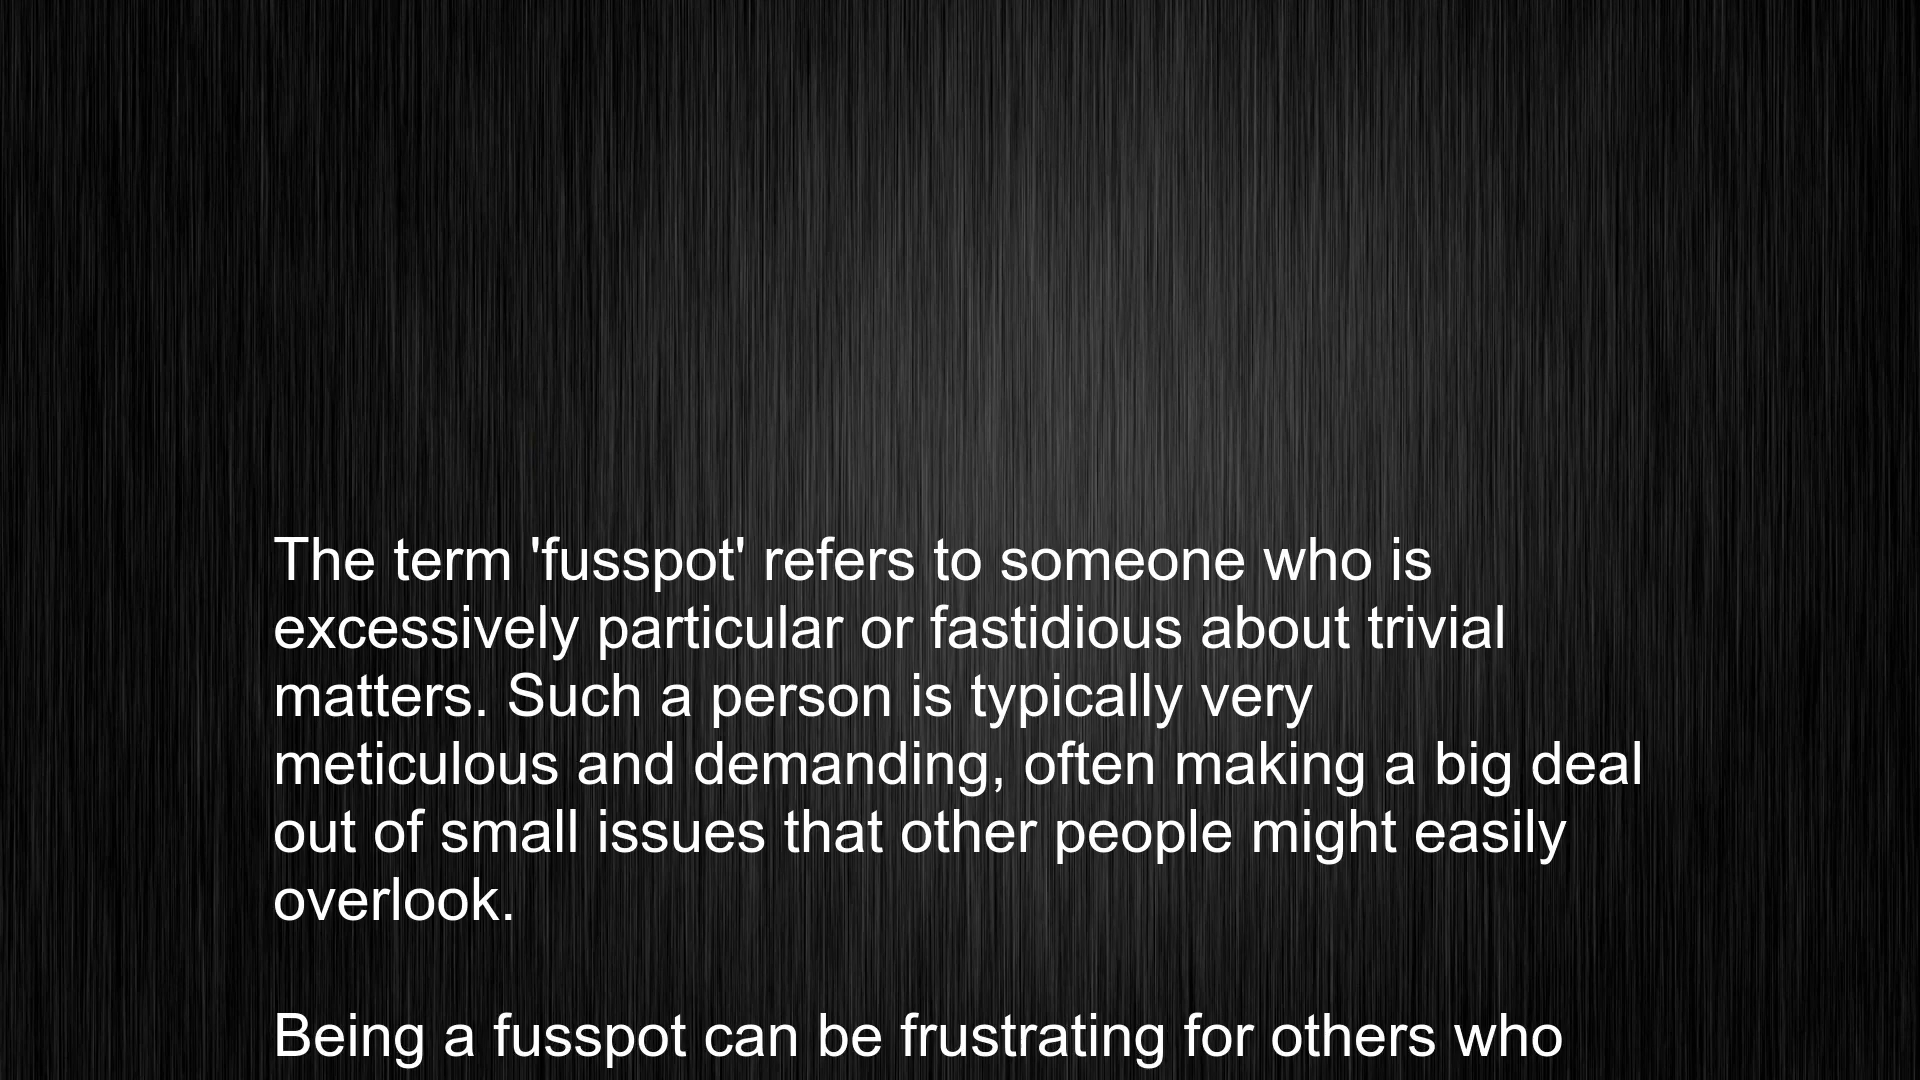 The term 'fusspot' refers to someone who is
excessively particular or fastidious about trivial
matters. Such a person is typically very
meticulous and demanding, often making a big deal
out of small issues that other people might easily
overlook.
Being a fusspot can be frustrating for others who